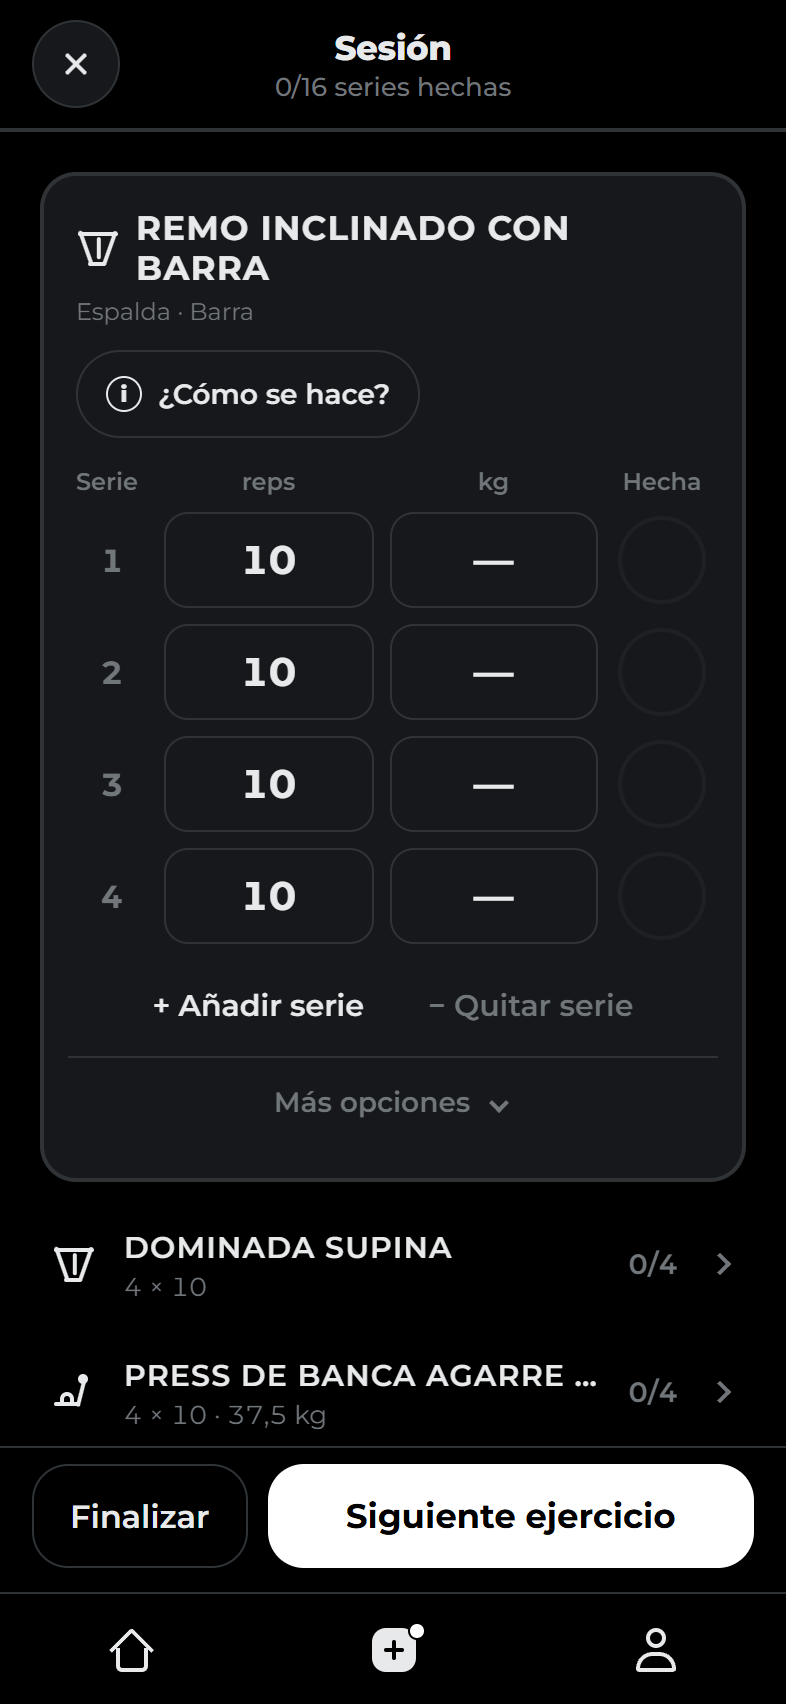 Sesión
0/16 series hechas
REMO INCLINADO CON
BARRA
Espalda · Barra
¿Cómo se hace?
Serie reps kg Hecha
1 10 —
2 10 —
3 10 —
4 10 —
+ Añadir serie − Quitar serie
Más opciones
DOMINADA SUPINA
4 × 10
0/4
PRESS DE BANCA AGARRE ...
4 × 10 · 37,5 kg
0/4
Finalizar
Siguiente ejercicio